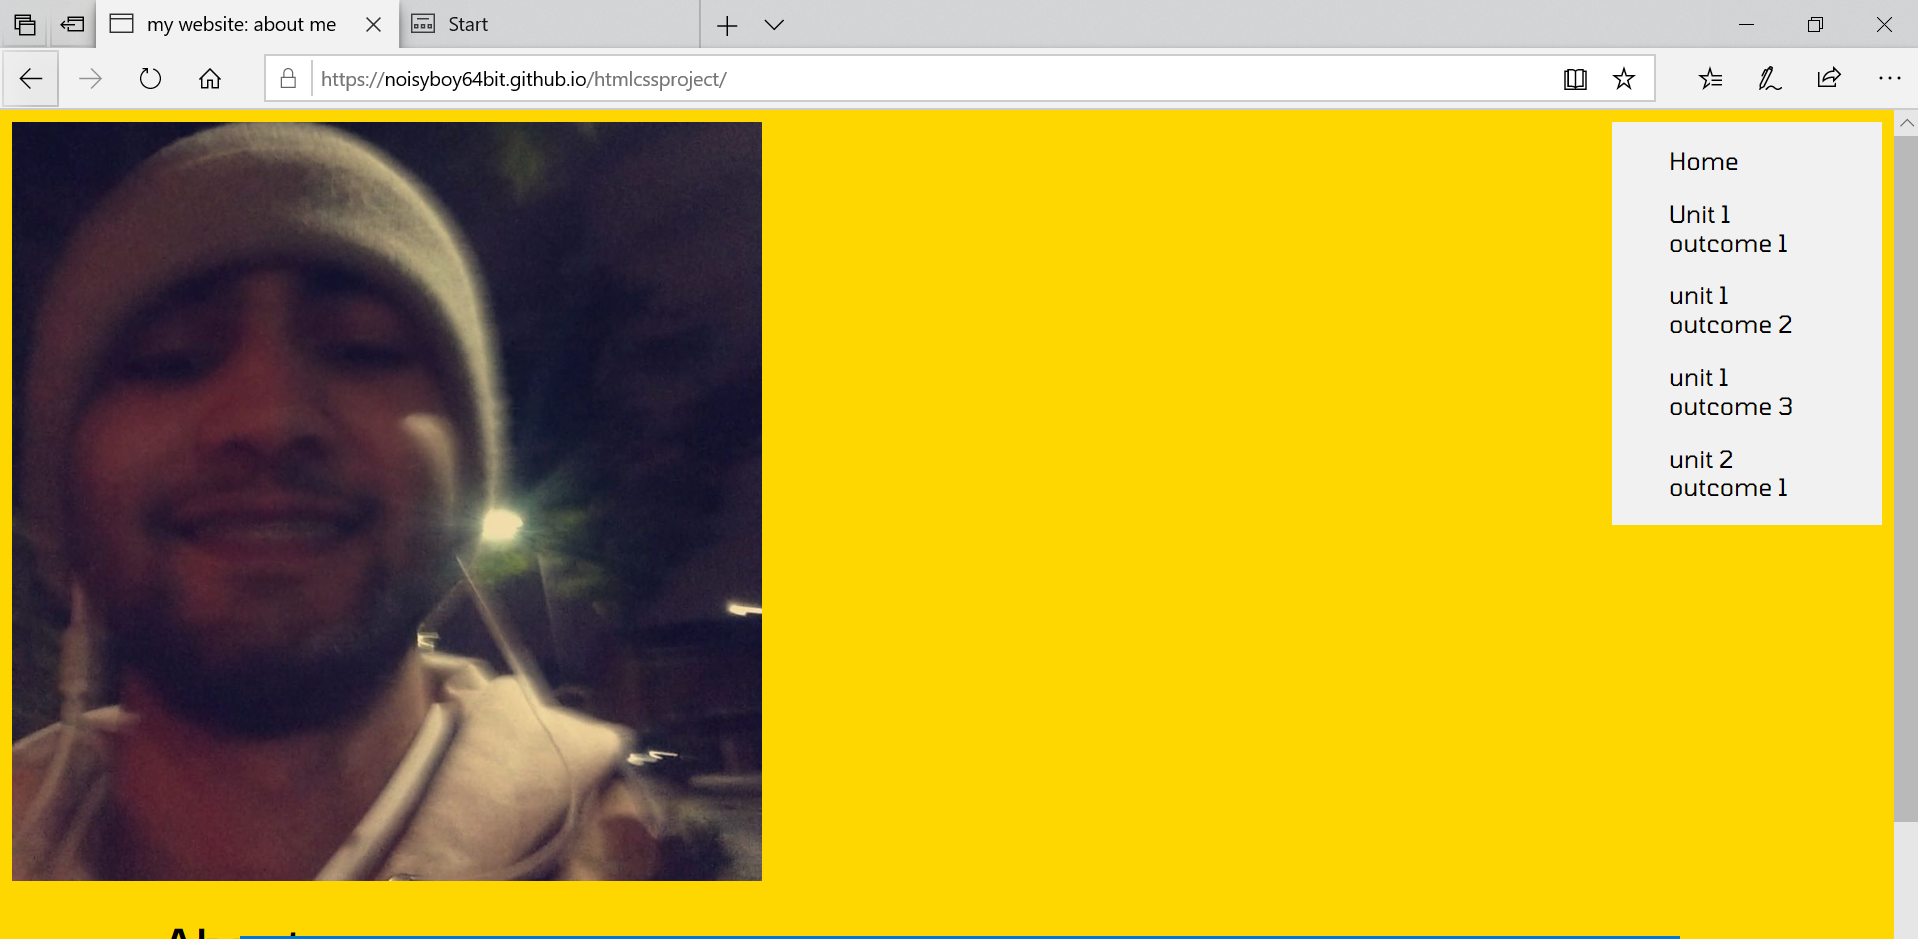 my website: about me
Start
https://noisyboy64bit.github.io/htmlcssproject/
Home
Unit 1
outcome 1
unit 1
outcome 2
unit 1
outcome 3
unit 2
outcome 1